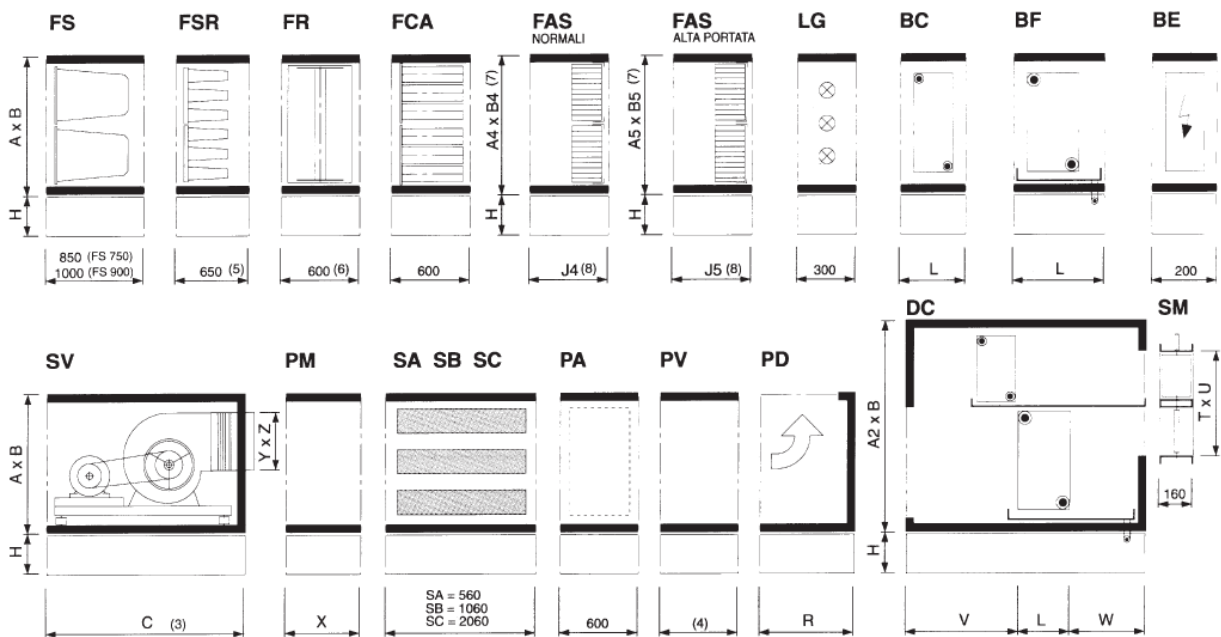 FS
FSR
FR
FCA
FAS
NORMALI
FAS
ALTA PORTATA
LG
BC
BF
BE
A x B
H
A4 x B4 (7)
H
A5 x B5 (7)
H
850 (FS 750)
1000 (FS 900)
650 (5)
600 (6)
600
J4 (8)
J5 (8)
300
L
L
200
SV
PM
SA SB SC
PA
PV
PD
DC
SM
A x B
H
Y x Z
A2 x B
H
T x U
160
C (3)
X
SA = 560
SB = 1060
SC = 2060
600
(4)
R
V
L
W